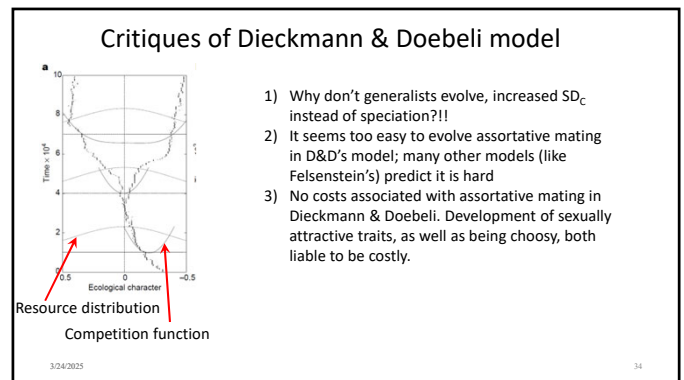 Critiques of Dieckmann & Doebeli model
a
10
8
6
4
2
0
Time × 10⁴
0.5 0 −0.5
Ecological character
Resource distribution
Competition function
1) Why don't generalists evolve, increased SDC
instead of speciation?!!
2) It seems too easy to evolve assortative mating
in D&D's model; many other models (like
Felsenstein's) predict it is hard
3) No costs associated with assortative mating in
Dieckmann & Doebeli. Development of sexually
attractive traits, as well as being choosy, both
liable to be costly.
3/24/2025
34